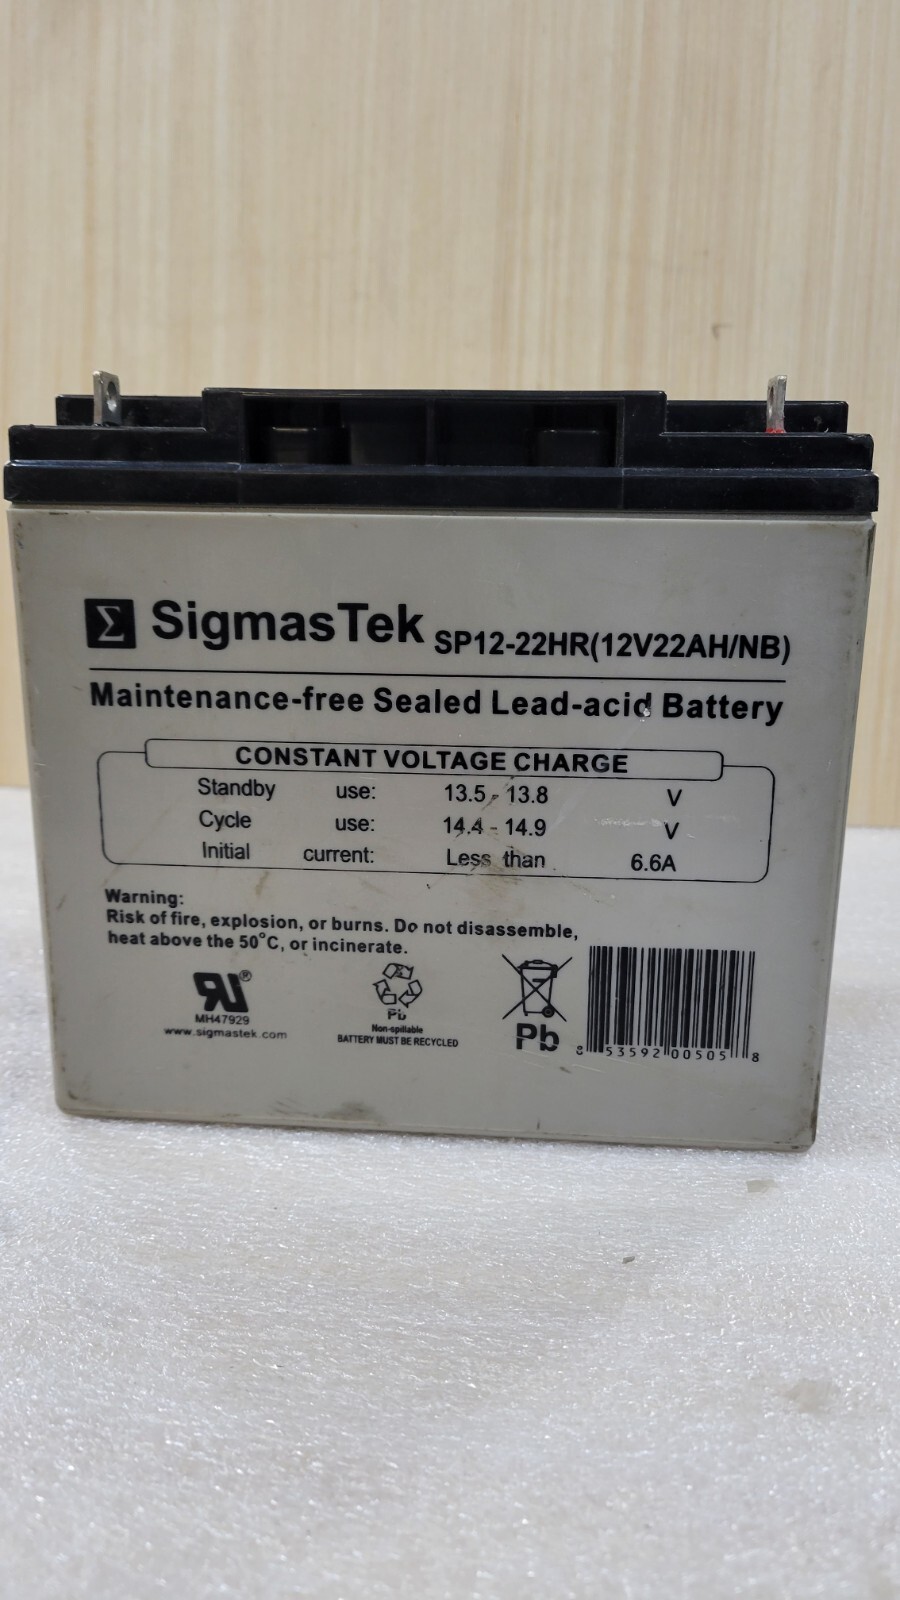 Σ SigmasTek SP12-22HR(12V22AH/NB)
Maintenance-free Sealed Lead-acid Battery
CONSTANT VOLTAGE CHARGE
Standby use: 13.5 - 13.8 V
Cycle use: 14.4 - 14.9 V
Initial current: Less than 6.6A
Warning:
Risk of fire, explosion, or burns. Do not disassemble,
heat above the 50°C, or incinerate.
RU®
MH47929
www.sigmastek.com
Pb
Non-spillable
BATTERY MUST BE RECYCLED
Pb
8 53592 00505 8